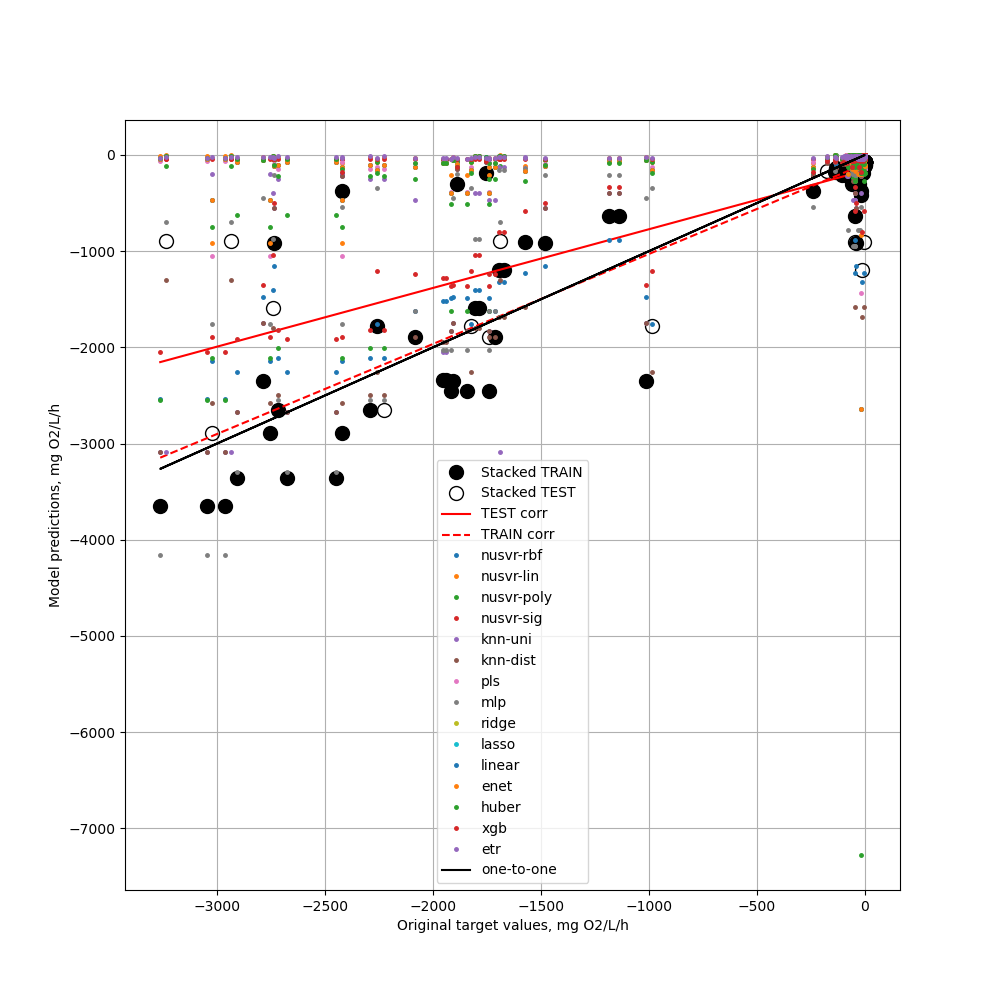 0
−1000
−2000
−3000
−4000
−5000
−6000
−7000
Model predictions, mg O2/L/h
Stacked TRAIN
Stacked TEST
TEST corr
TRAIN corr
nusvr-rbf
nusvr-lin
nusvr-poly
nusvr-sig
knn-uni
knn-dist
pls
mlp
ridge
lasso
linear
enet
huber
xgb
etr
one-to-one
−3000 −2500 −2000 −1500 −1000 −500 0
Original target values, mg O2/L/h